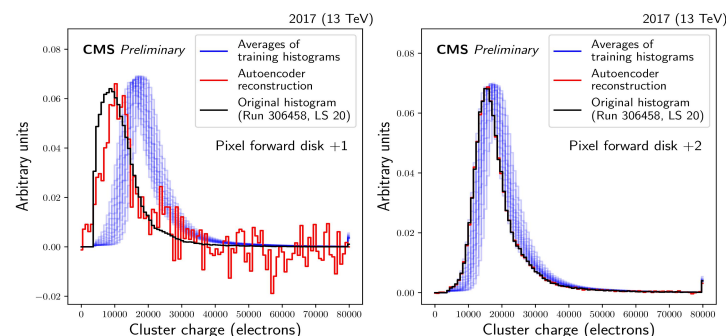 2017 (13 TeV)
CMS Preliminary
Averages of
training histograms
Autoencoder
reconstruction
Original histogram
(Run 306458, LS 20)
Pixel forward disk +1
Arbitrary units
0.08
0.06
0.04
0.02
0.00
−0.02
0 10000 20000 30000 40000 50000 60000 70000 80000
Cluster charge (electrons)
2017 (13 TeV)
CMS Preliminary
Averages of
training histograms
Autoencoder
reconstruction
Original histogram
(Run 306458, LS 20)
Pixel forward disk +2
Arbitrary units
0.08
0.06
0.04
0.02
0.00
0 10000 20000 30000 40000 50000 60000 70000 80000
Cluster charge (electrons)